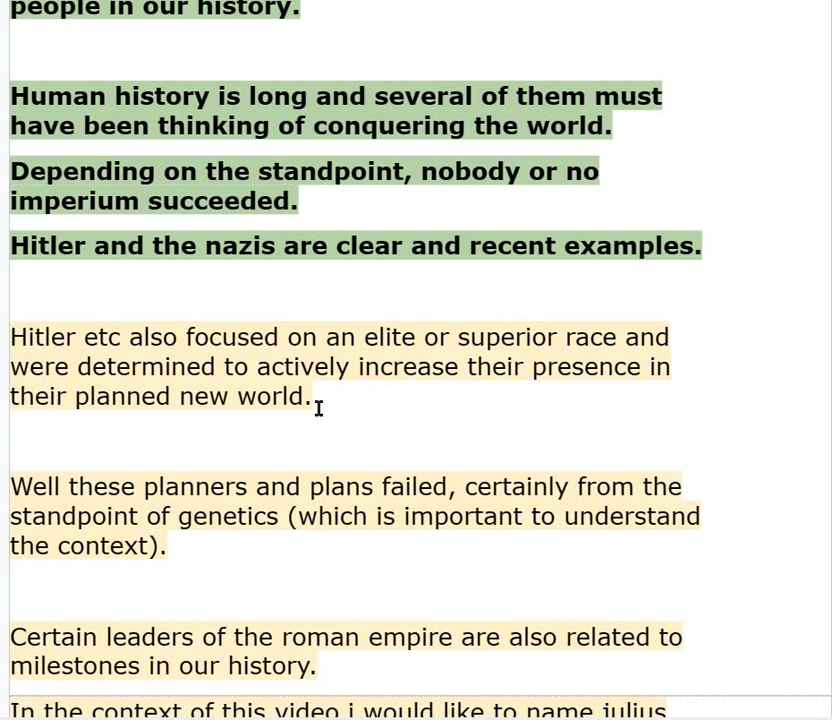 people in our history.
Human history is long and several of them must
have been thinking of conquering the world.
Depending on the standpoint, nobody or no
imperium succeeded.
Hitler and the nazis are clear and recent examples.
Hitler etc also focused on an elite or superior race and
were determined to actively increase their presence in
their planned new world.
Well these planners and plans failed, certainly from the
standpoint of genetics (which is important to understand
the context).
Certain leaders of the roman empire are also related to
milestones in our history.
In the context of this video i would like to name julius